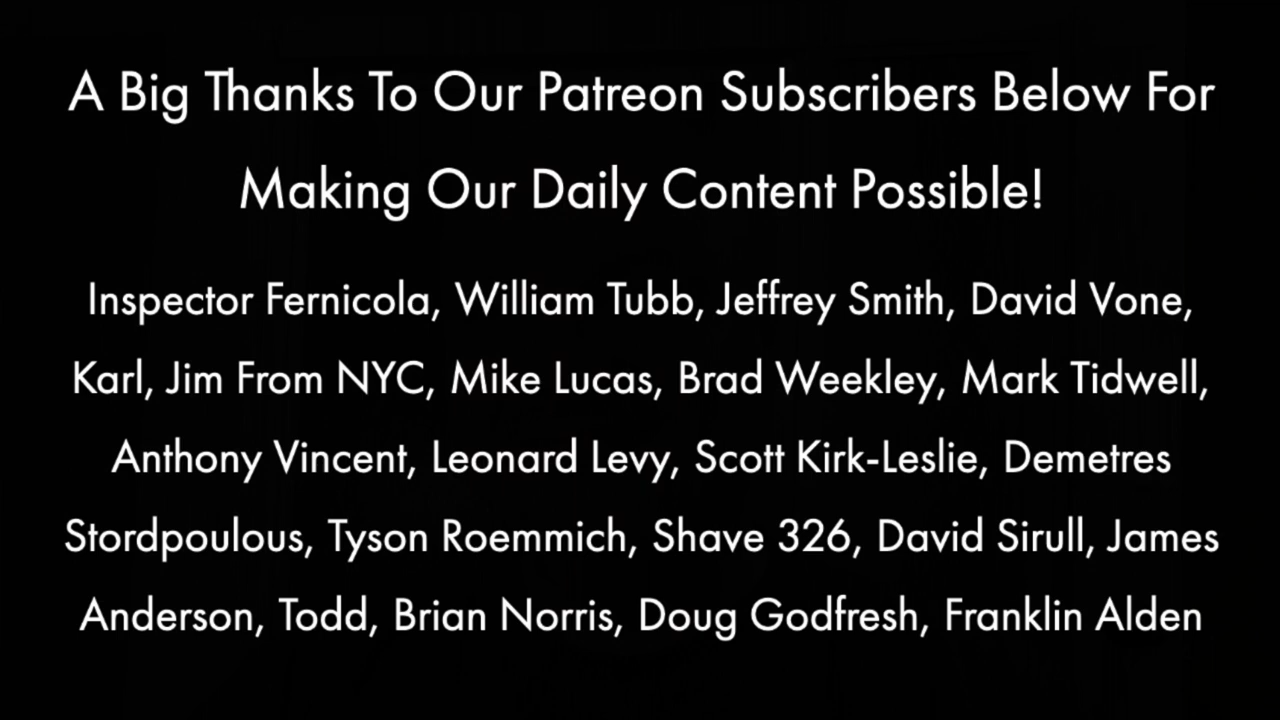 A Big Thanks To Our Patreon Subscribers Below For
Making Our Daily Content Possible!
Inspector Fernicola, William Tubb, Jeffrey Smith, David Vone,
Karl, Jim From NYC, Mike Lucas, Brad Weekley, Mark Tidwell,
Anthony Vincent, Leonard Levy, Scott Kirk-Leslie, Demetres
Stordpoulous, Tyson Roemmich, Shave 326, David Sirull, James
Anderson, Todd, Brian Norris, Doug Godfresh, Franklin Alden